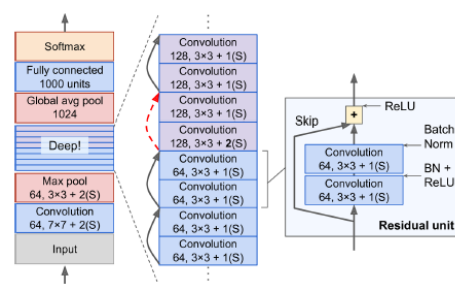 Softmax
Fully connected
1000 units
Global avg pool
1024
Deep!
Max pool
64, 3×3 + 2(S)
Convolution
64, 7×7 + 2(S)
Input
Convolution
128, 3×3 + 1(S)
Convolution
128, 3×3 + 1(S)
Convolution
128, 3×3 + 1(S)
Convolution
128, 3×3 + 2(S)
Convolution
64, 3×3 + 1(S)
Convolution
64, 3×3 + 1(S)
Convolution
64, 3×3 + 1(S)
Convolution
64, 3×3 + 1(S)
ReLU
+
Skip
Batch
Norm
Convolution
64, 3×3 + 1(S)
BN +
ReLU
Convolution
64, 3×3 + 1(S)
Residual unit